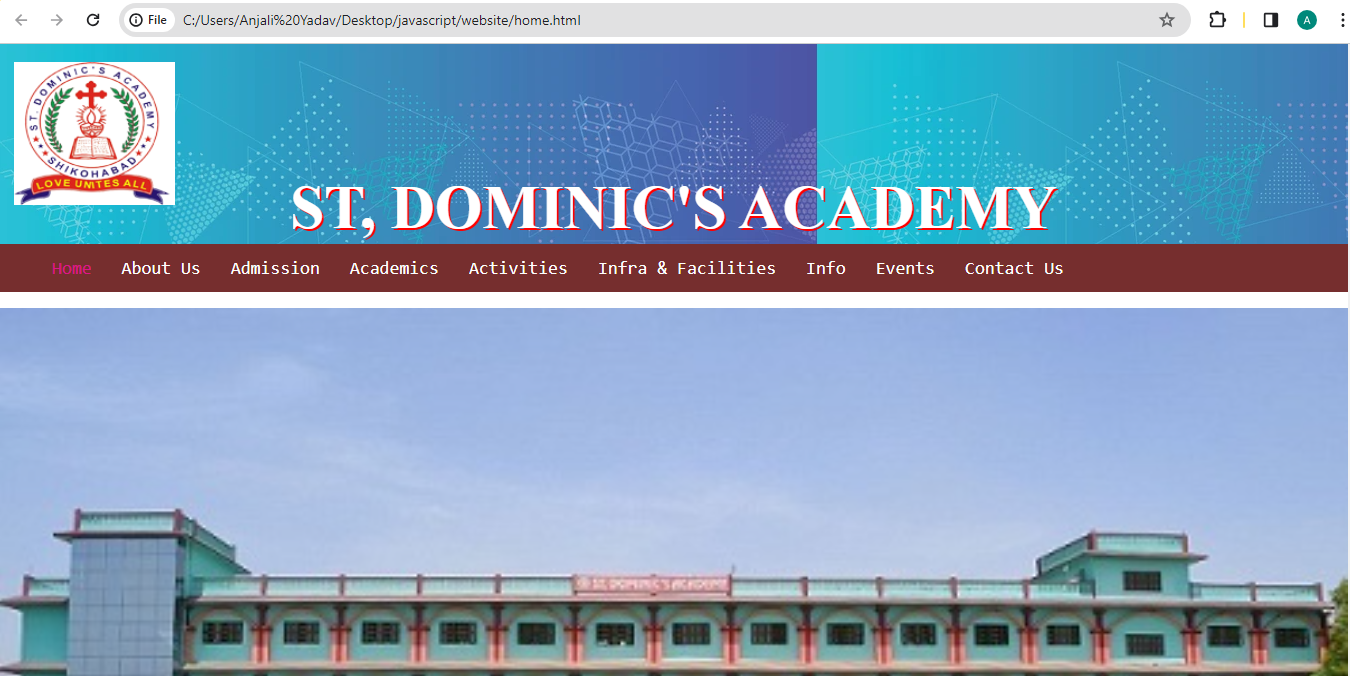 File C:/Users/Anjali%20Yadav/Desktop/javascript/website/home.html A
ST. DOMINIC'S ACADEMY
SHIKOHABAD
LOVE UNITES ALL
ST, DOMINIC'S ACADEMY
Home About Us Admission Academics Activities Infra & Facilities Info Events Contact Us
ST. DOMINIC'S ACADEMY